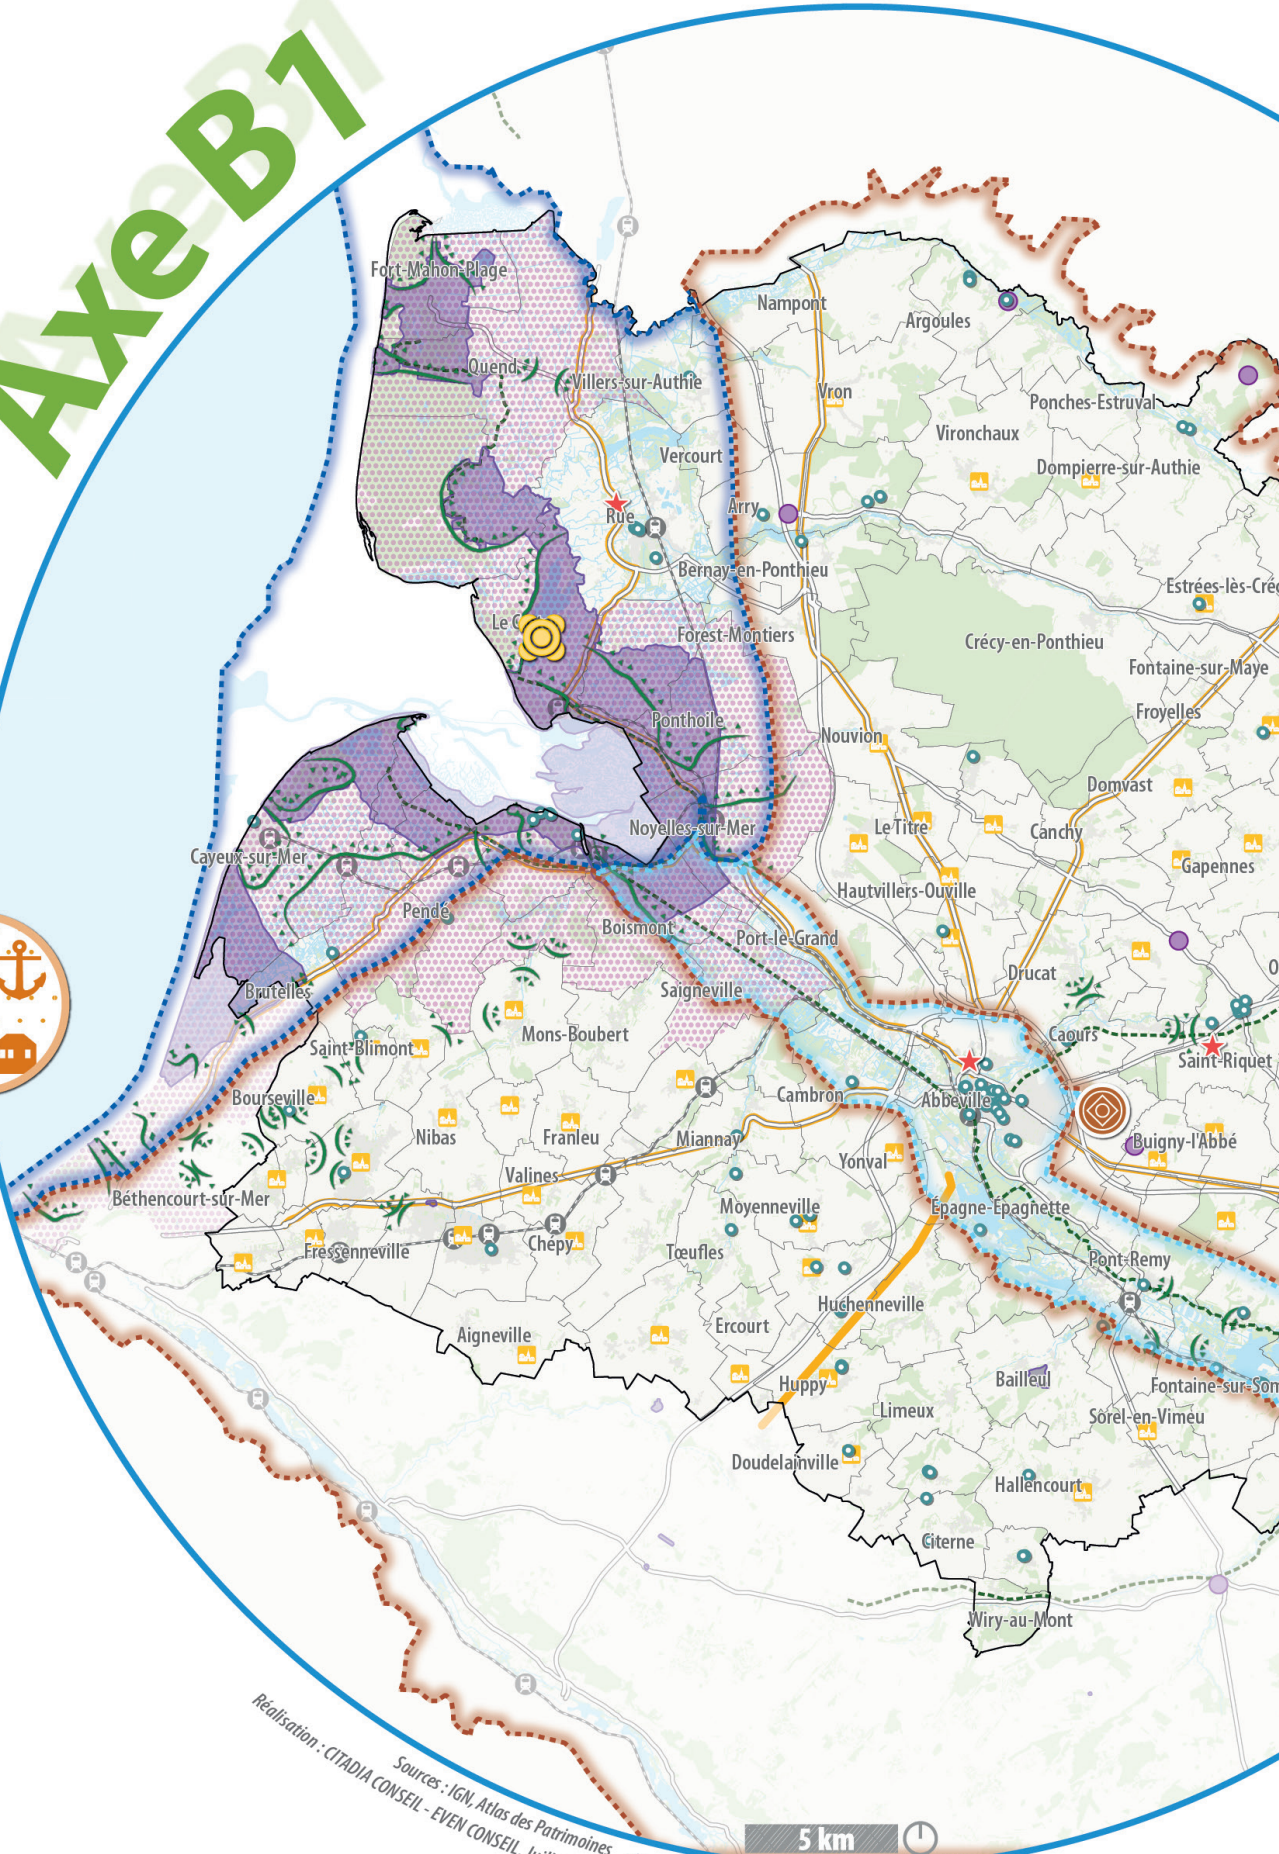 Axe B1
Fort-Mahon-Plage
Nampont
Argoules
Quend
Villers-sur-Authie
Vron
Ponches-Estruval
Vironchaux
Vercourt
Dompierre-sur-Authie
Rue
Arry
Bernay-en-Ponthieu
Estrées-lès-Créc
Le C
Forest-Montiers
Crécy-en-Ponthieu
Fontaine-sur-Maye
Ponthoile
Froyelles
Nouvion
Domvast
Noyelles-sur-Mer
Le Titre
Canchy
Cayeux-sur-Mer
Gapennes
Hautvillers-Ouville
Pendé
Boismont
Port-le-Grand
Drucat
Brutelles
Saigneville
Mons-Boubert
Caours
Saint-Blimont
Saint-Riquet
Bourseville
Cambron
Abbeville
Nibas
Franleu
Miannay
Buigny-l'Abbé
Yonval
Valines
Béthencourt-sur-Mer
Moyenneville
Épagne-Épagnette
Fressenneville
Chépy
Tœufles
Pont-Remy
Huchenneville
Aigneville
Ercourt
Huppy
Bailleul
Fontaine-sur-Som
Limeux
Sorel-en-Vimeu
Doudelainville
Hallencourt
Citerne
Wiry-au-Mont
Sources : IGN, Atlas des Patrimoines
Réalisation : CITADIA CONSEIL - EVEN CONSEIL,
5 km